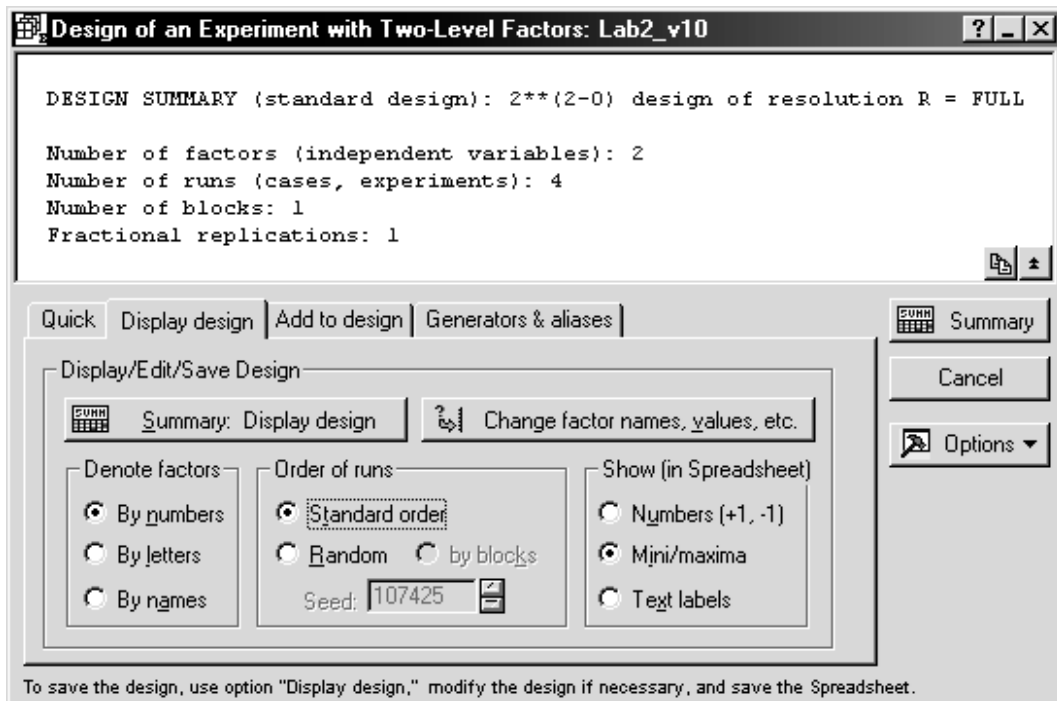 Design of an Experiment with Two-Level Factors: Lab2_v10
DESIGN SUMMARY (standard design): 2**(2-0) design of resolution R = FULL
Number of factors (independent variables): 2
Number of runs (cases, experiments): 4
Number of blocks: 1
Fractional replications: 1
Quick Display design Add to design Generators & aliases
Summary
Cancel
Options
Display/Edit/Save Design
Summary: Display design
Change factor names, values, etc.
Denote factors
By numbers
By letters
By names
Order of runs
Standard order
Random by blocks
Seed: 107425
Show (in Spreadsheet)
Numbers (+1, -1)
Mini/maxima
Text labels
To save the design, use option "Display design," modify the design if necessary, and save the Spreadsheet.